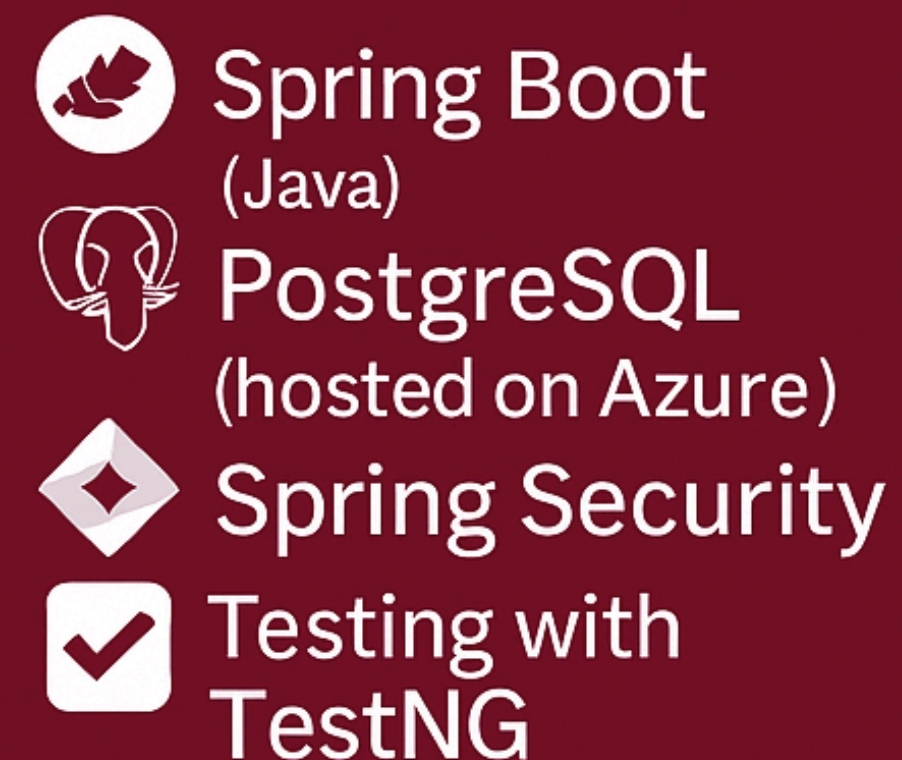 Spring Boot
(Java)
PostgreSQL
(hosted on Azure)
Spring Security
Testing with
TestNG